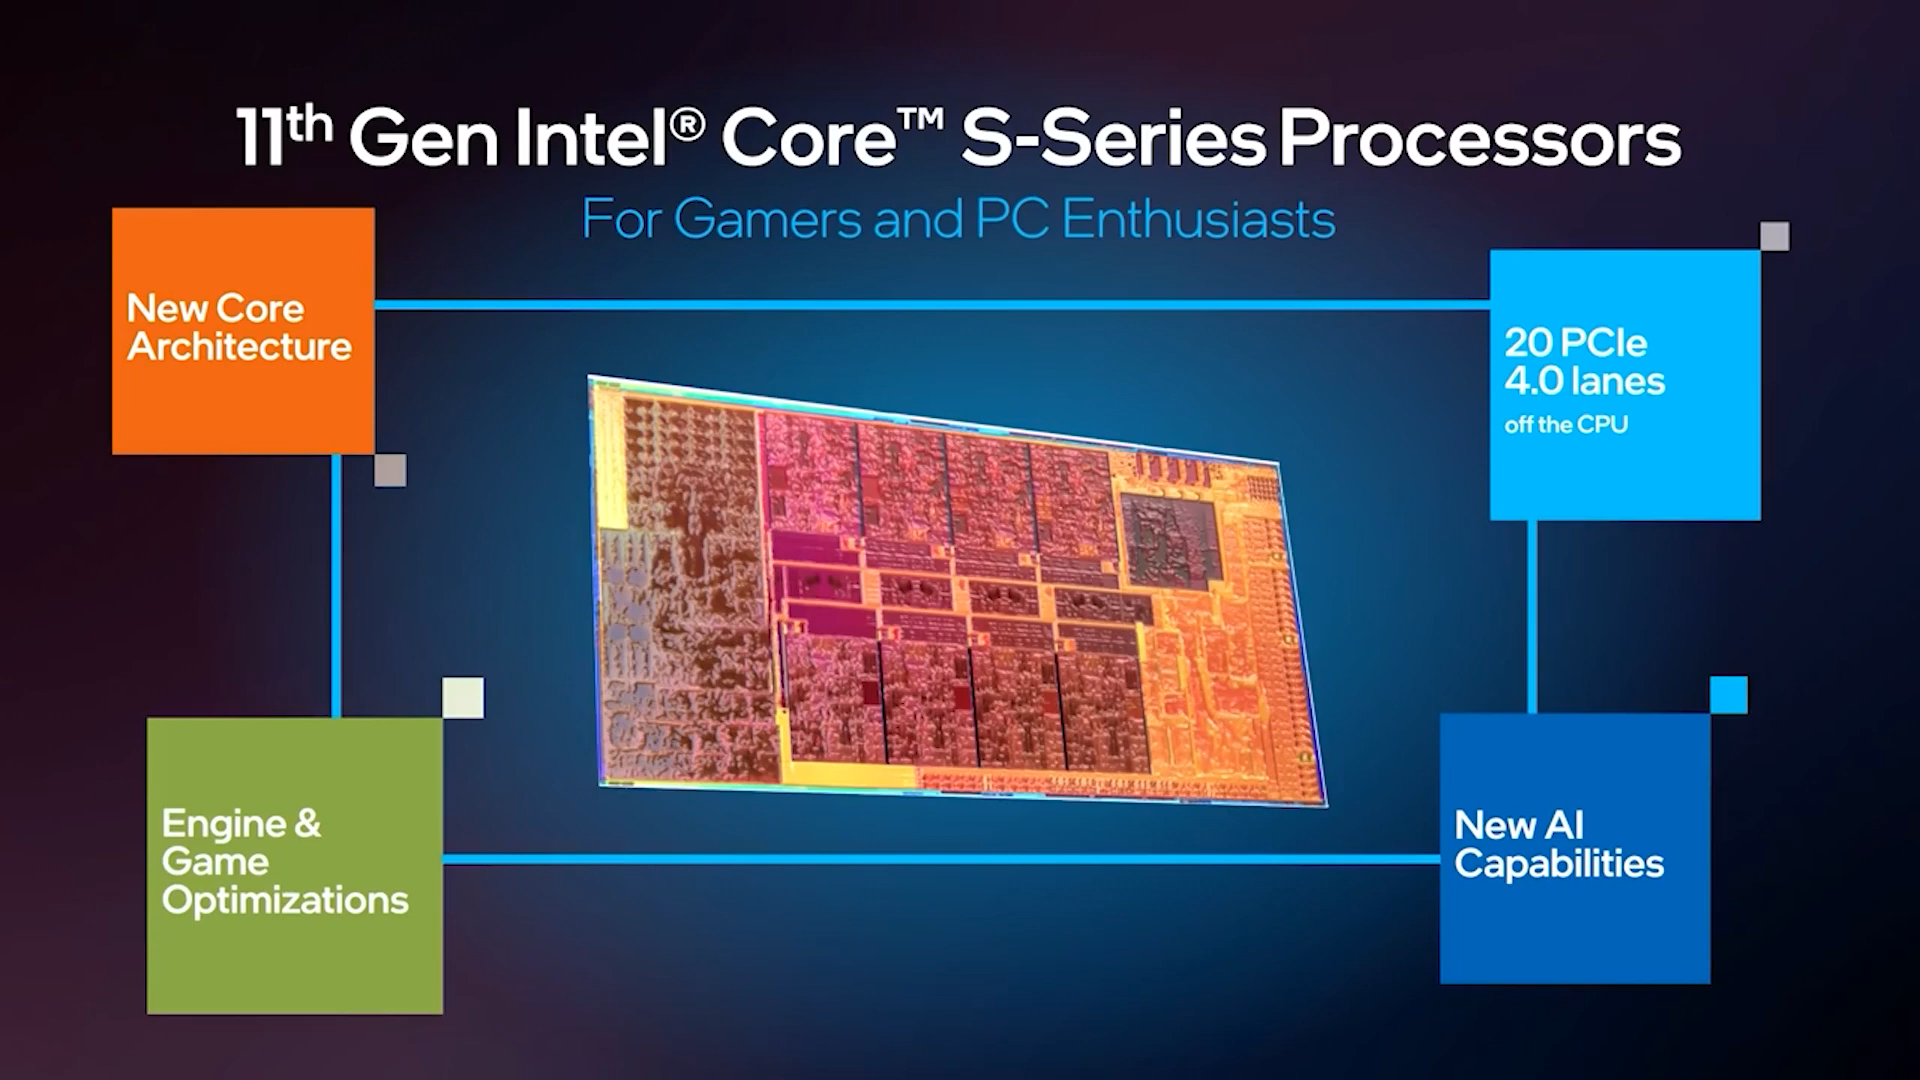 11th Gen Intel® Core™ S-Series Processors
For Gamers and PC Enthusiasts
New Core
Architecture
20 PCIe
4.0 lanes
off the CPU
Engine &
Game
Optimizations
New AI
Capabilities